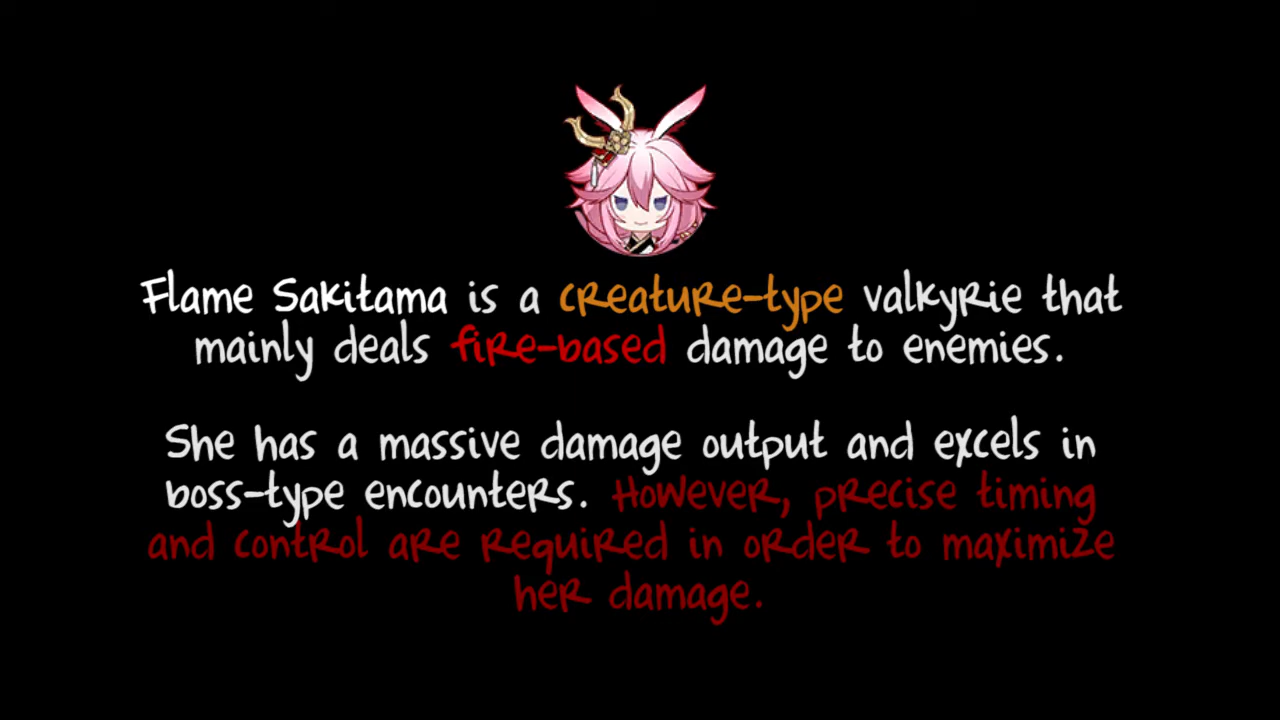 Flame Sakitama is a creature-type valkyrie that
mainly deals fire-based damage to enemies.
She has a massive damage output and excels in
boss-type encounters. However, precise timing
and control are required in order to maximize
her damage.